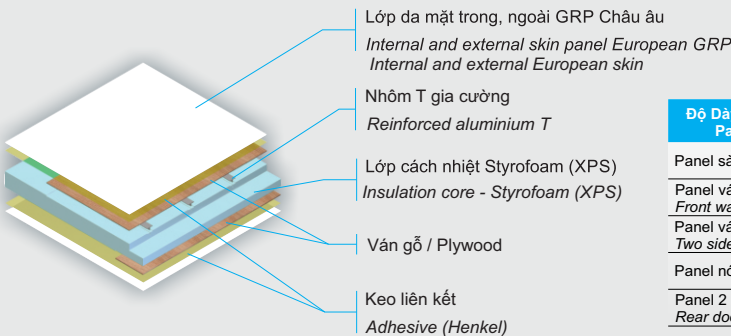 Lớp da mặt trong, ngoài GRP Châu âu
Internal and external skin panel European GRP
Internal and external European skin
Nhôm T gia cường
Reinforced aluminium T
Lớp cách nhiệt Styrofoam (XPS)
Insulation core - Styrofoam (XPS)
Ván gỗ / Plywood
Keo liên kết
Adhesive (Henkel)
Độ Dà
Pa
Panel sà
Panel vá
Front wa
Panel vá
Two side
Panel nó
Panel 2
Rear doo